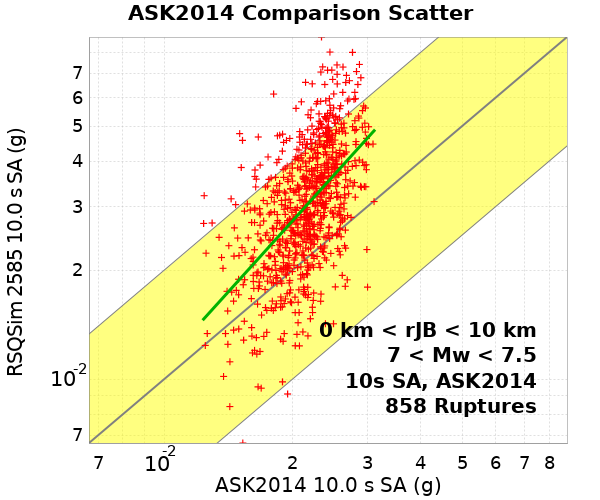 ASK2014 Comparison Scatter
RSQSim 2585 10.0 s SA (g)
7
6
5
4
3
2
10-2
7
0 km < rJB < 10 km
7 < Mw < 7.5
10s SA, ASK2014
858 Ruptures
7 10-2 2 3 4 5 6 7 8
ASK2014 10.0 s SA (g)